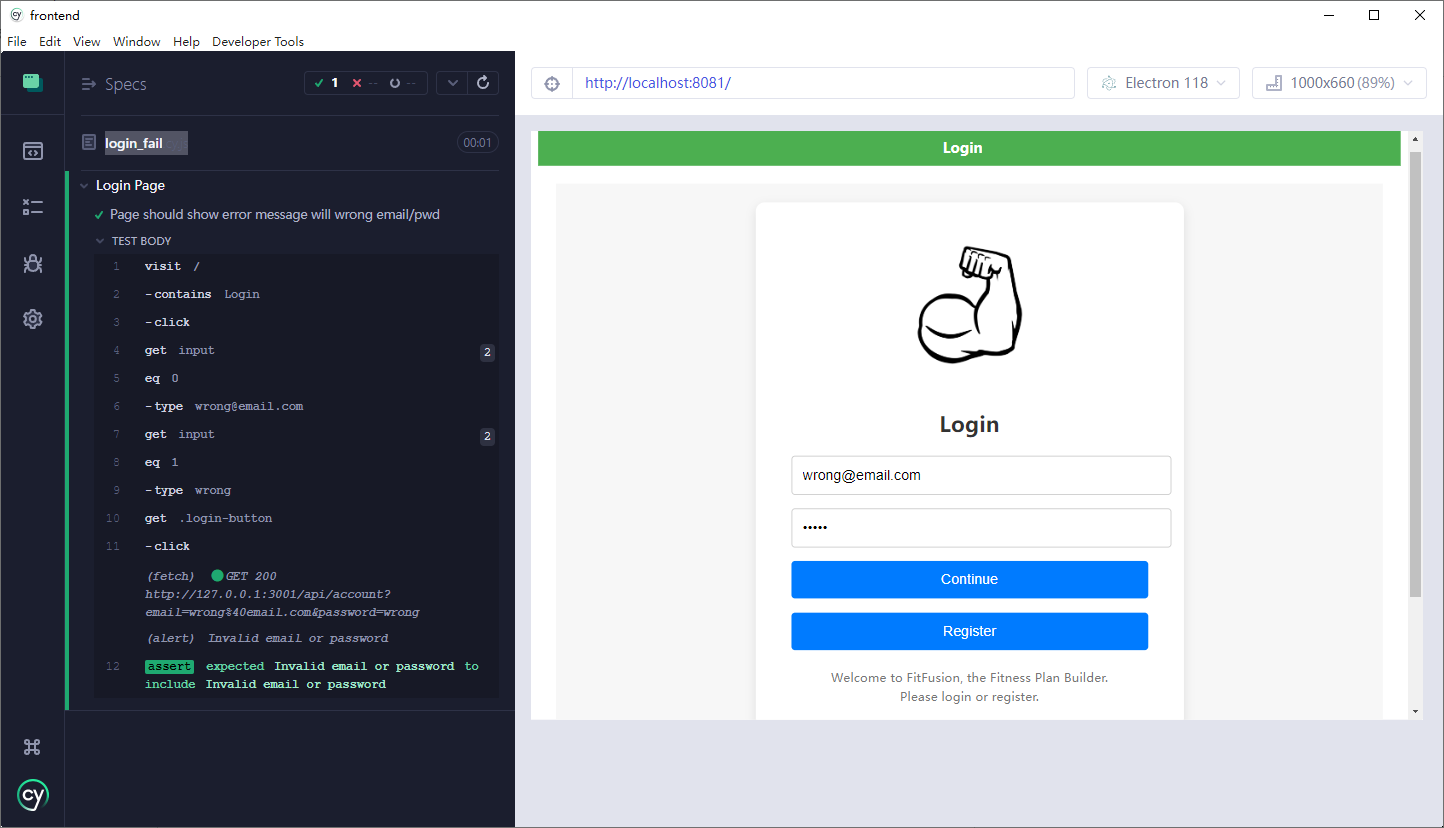 frontend
File Edit View Window Help Developer Tools
Specs
1 -- --
login_fail
00:01
Login Page
Page should show error message will wrong email/pwd
TEST BODY
1 visit /
2 -contains Login
3 -click
4 get input 2
5 eq 0
6 -type wrong@email.com
7 get input 2
8 eq 1
9 -type wrong
10 get .login-button
11 -click
(fetch) GET 200
http://127.0.0.1:3001/api/account?
email=wrong%40email.com&password=wrong
(alert) Invalid email or password
12 assert expected Invalid email or password to
include Invalid email or password
cy
http://localhost:8081/
Electron 118
1000x660 (89%)
Login
Login
wrong@email.com
•••••
Continue
Register
Welcome to FitFusion, the Fitness Plan Builder.
Please login or register.